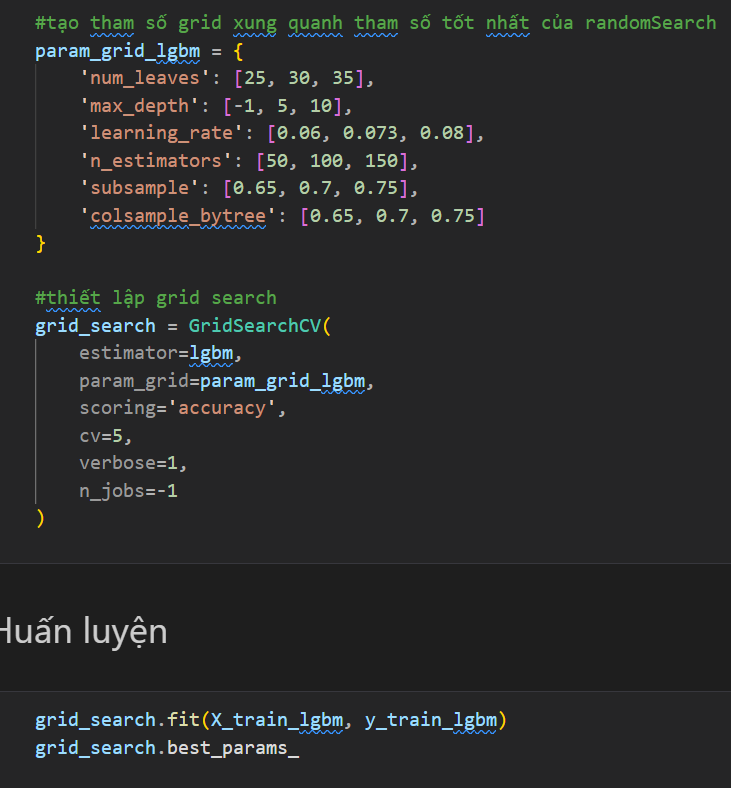 #tạo tham số grid xung quanh tham số tốt nhất của randomSearch
param_grid_lgbm = {
    'num_leaves': [25, 30, 35],
    'max_depth': [-1, 5, 10],
    'learning_rate': [0.06, 0.073, 0.08],
    'n_estimators': [50, 100, 150],
    'subsample': [0.65, 0.7, 0.75],
    'colsample_bytree': [0.65, 0.7, 0.75]
}
#thiết lập grid search
grid_search = GridSearchCV(
    estimator=lgbm,
    param_grid=param_grid_lgbm,
    scoring='accuracy',
    cv=5,
    verbose=1,
    n_jobs=-1
)
Huấn luyện
grid_search.fit(X_train_lgbm, y_train_lgbm)
grid_search.best_params_